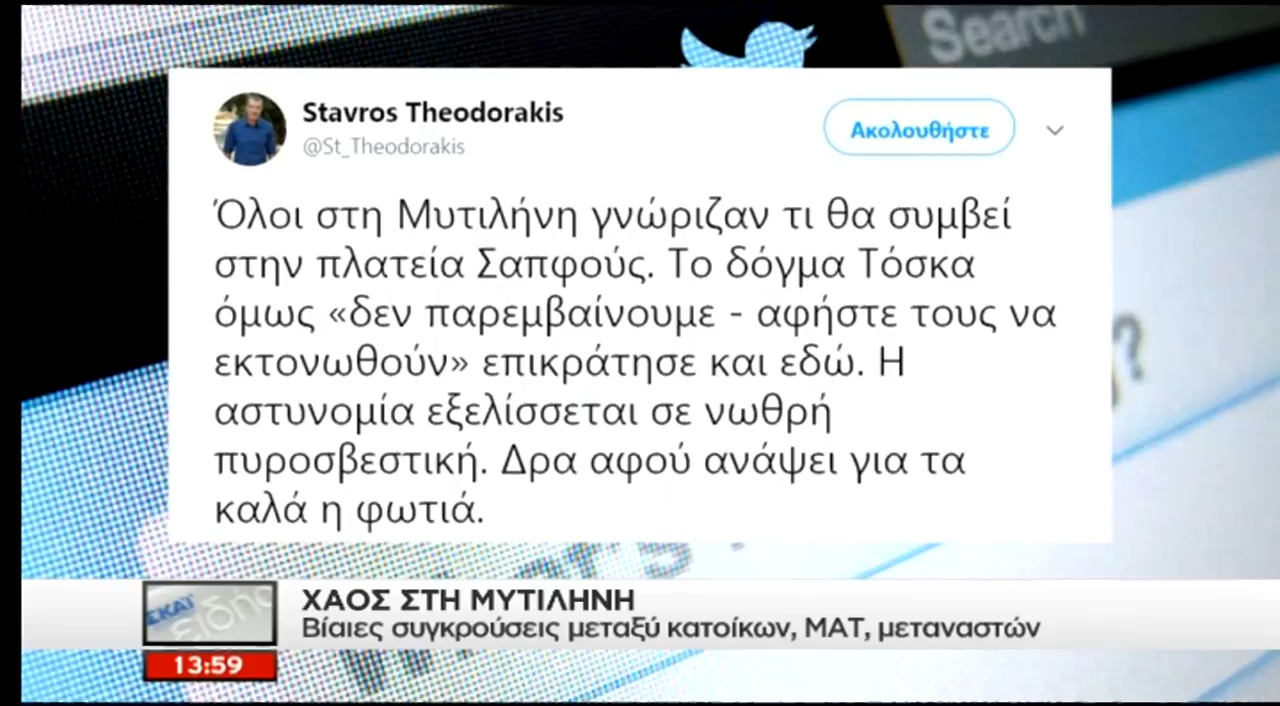 Search
Stavros Theodorakis
@St_Theodorakis
Ακολουθήστε
Όλοι στη Μυτιλήνη γνώριζαν τι θα συμβεί
στην πλατεία Σαπφούς. Το δόγμα Τόσκα
όμως «δεν παρεμβαίνουμε - αφήστε τους να
εκτονωθούν» επικράτησε και εδώ. Η
αστυνομία εξελίσσεται σε νωθρή
πυροσβεστική. Δρα αφού ανάψει για τα
καλά η φωτιά.
ΧΑΟΣ ΣΤΗ ΜΥΤΙΛΗΝΗ
Βίαιες συγκρούσεις μεταξύ κατοίκων, ΜΑΤ, μεταναστών
ΣΚΑΪ
13:59